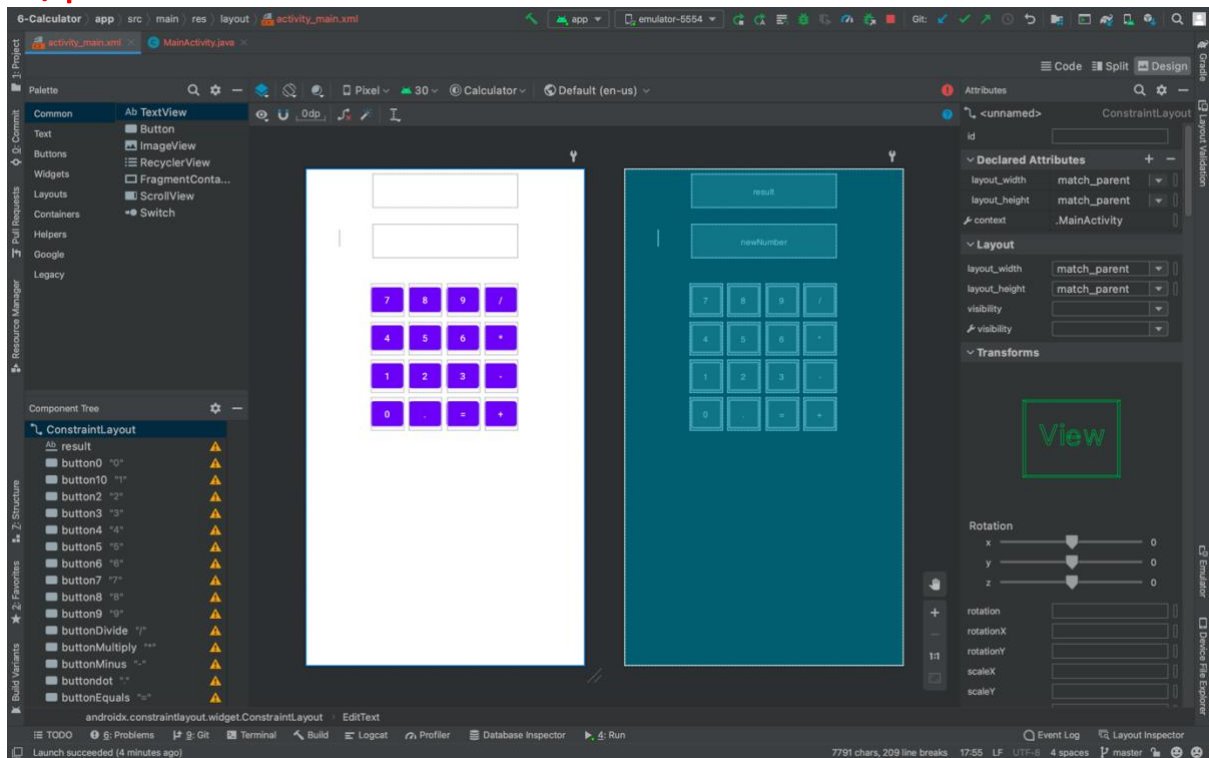 6-Calculator app src main res layout activity_main.xml app emulator-5554 Git:
activity_main.xml MainActivity.java
Code Split Design
Palette Pixel 30 Calculator Default (en-us) Attributes
Common Ab TextView 0dp <unnamed> ConstraintLayout
Text Button id
Buttons ImageView
Widgets RecyclerView Declared Attributes + −
Layouts FragmentConta... layout_width match_parent
Containers ScrollView layout_height match_parent
Helpers Switch context .MainActivity
Google
Legacy
Layout
layout_width match_parent
layout_height match_parent
visibility
visibility
Transforms
View
Rotation
x 0
y 0
z 0
rotation
rotationX
rotationY
scaleX
scaleY
result
newNumber
7 8 9 /
4 5 6 *
1 2 3 -
0 . = +
7 8 9 /
4 5 6 *
1 2 3 -
0 . = +
1:1
Component Tree
ConstraintLayout
Ab result
button0 "0"
button10 "1"
button2 "2"
button3 "3"
button4 "4"
button5 "5"
button6 "6"
button7 "7"
button8 "8"
button9 "9"
buttonDivide "/"
buttonMultiply "*"
buttonMinus "-"
buttondot "."
buttonEquals "="
1: Project
Commit
Pull Requests
Resource Manager
Z: Structure
2: Favorites
Build Variants
Gradle
Layout Validation
Emulator
Device File Explorer
androidx.constraintlayout.widget.ConstraintLayout EditText
TODO 6: Problems 9: Git Terminal Build Logcat Profiler Database Inspector 4: Run Event Log Layout Inspector
Launch succeeded (4 minutes ago) 7791 chars, 209 line breaks 17:55 LF UTF-8 4 spaces master